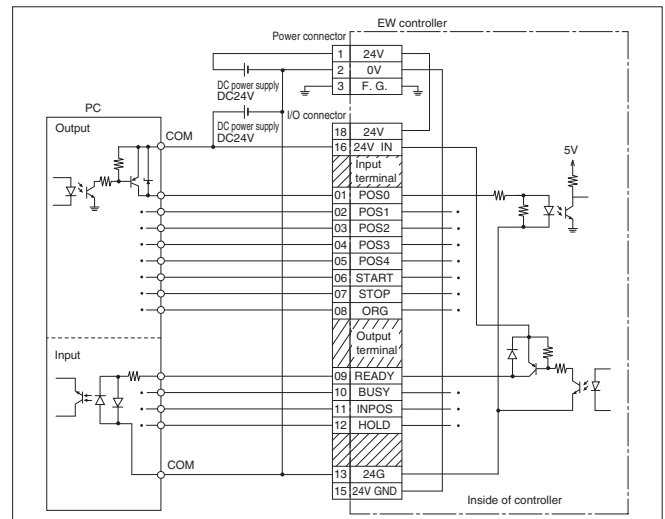 EW controller
Power connector
1 24V
2 0V
3 F. G.
DC power supply
DC24V
PC
I/O connector
Output
COM
DC power supply
DC24V
18 24V
16 24V IN
5V
Input
terminal
01 POS0
02 POS1
03 POS2
04 POS3
05 POS4
06 START
07 STOP
08 ORG
Output
terminal
Input
09 READY
10 BUSY
11 INPOS
12 HOLD
COM
13 24G
15 24V GND
Inside of controller